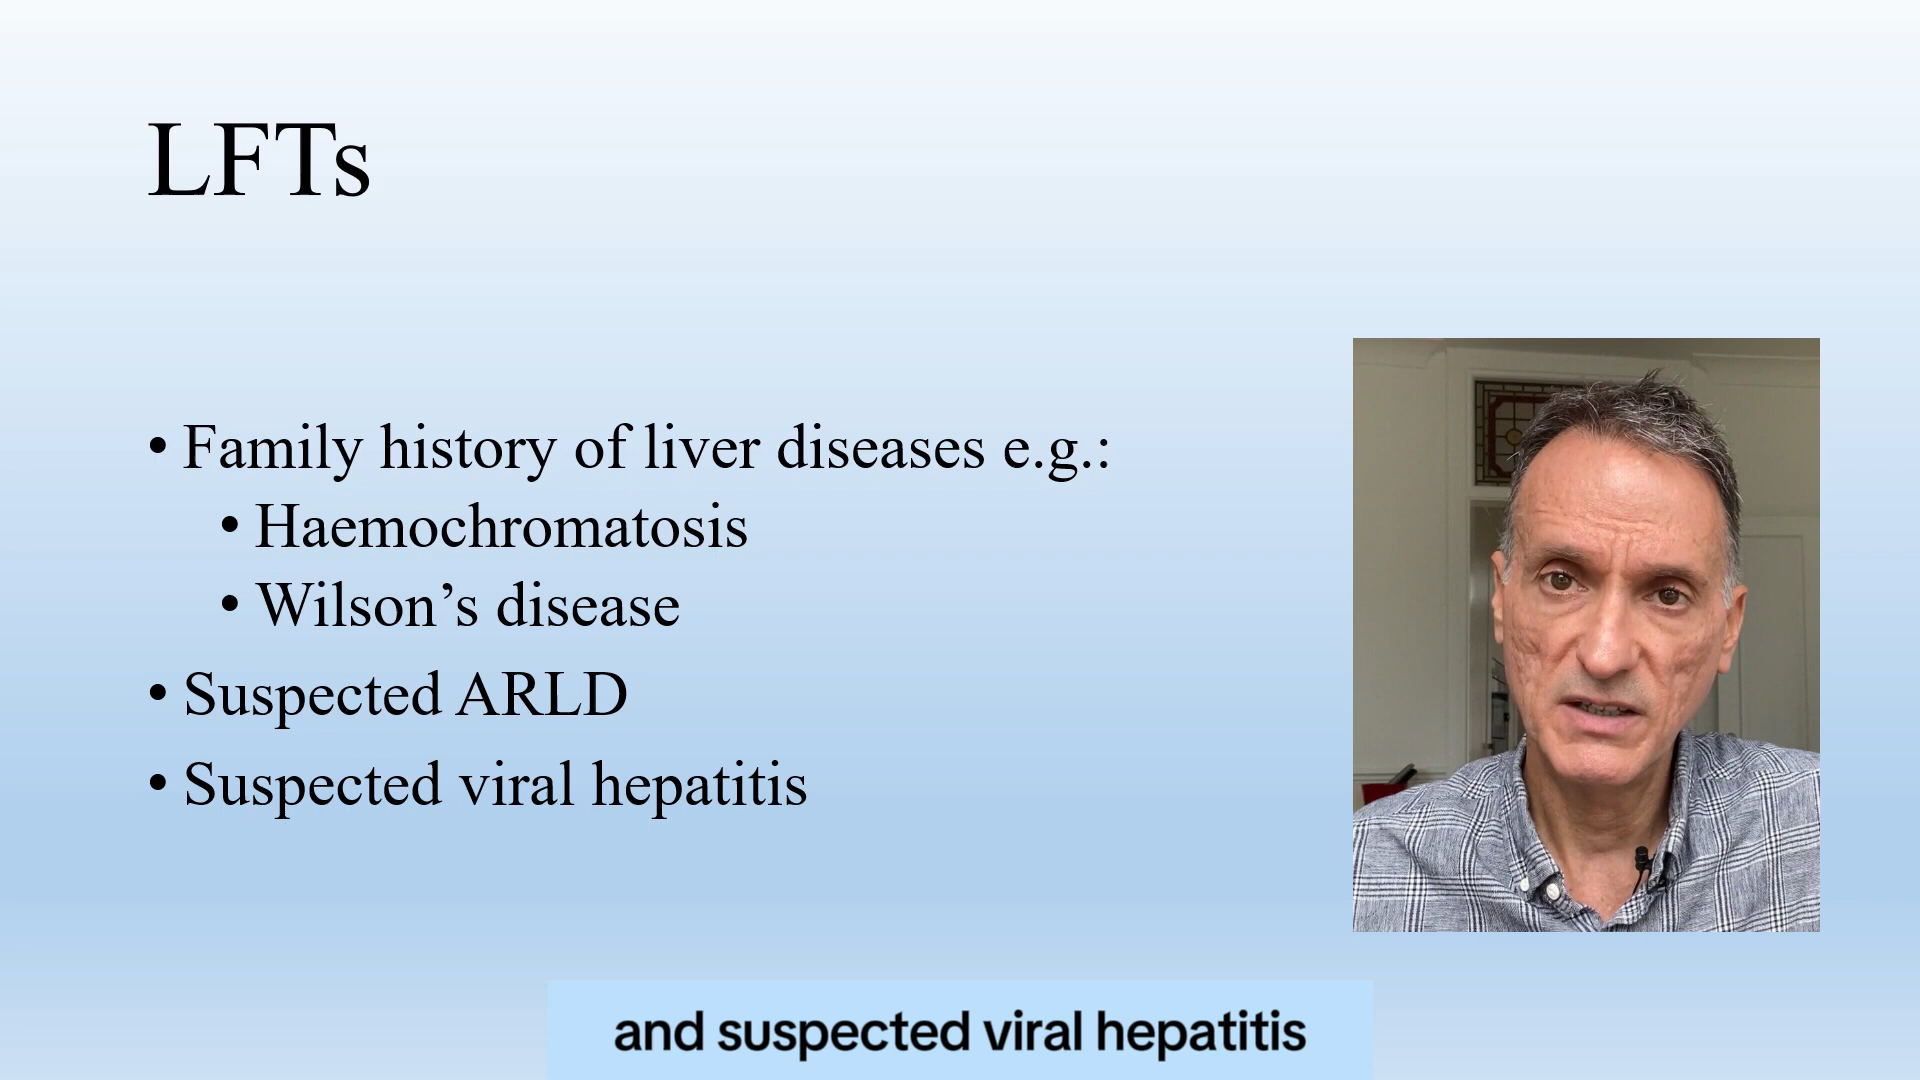 LFTs
• Family history of liver diseases e.g.:
• Haemochromatosis
• Wilson’s disease
• Suspected ARLD
• Suspected viral hepatitis
and suspected viral hepatitis